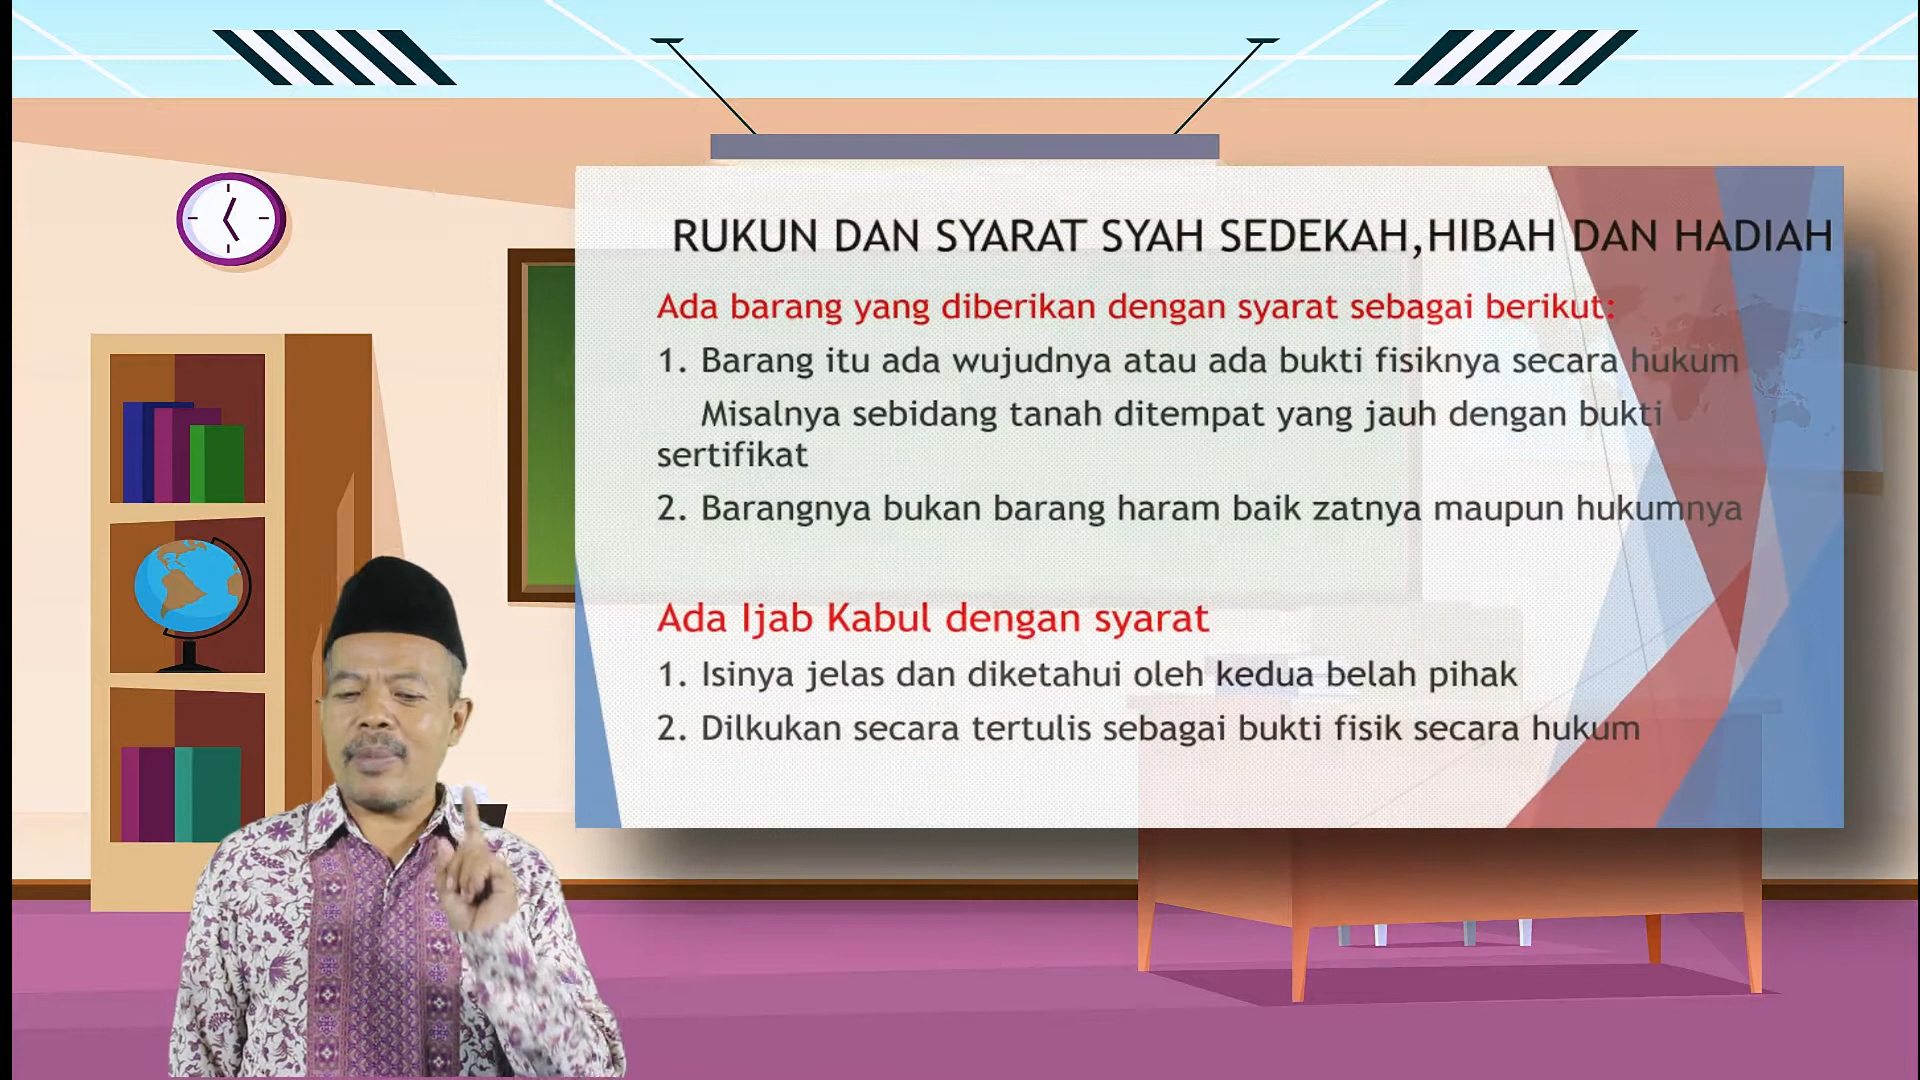 RUKUN DAN SYARAT SYAH SEDEKAH,HIBAH DAN HADIAH
Ada barang yang diberikan dengan syarat sebagai berikut:
1. Barang itu ada wujudnya atau ada bukti fisiknya secara hukum
Misalnya sebidang tanah ditempat yang jauh dengan bukti
sertifikat
2. Barangnya bukan barang haram baik zatnya maupun hukumnya
Ada Ijab Kabul dengan syarat
1. Isinya jelas dan diketahui oleh kedua belah pihak
2. Dilkukan secara tertulis sebagai bukti fisik secara hukum